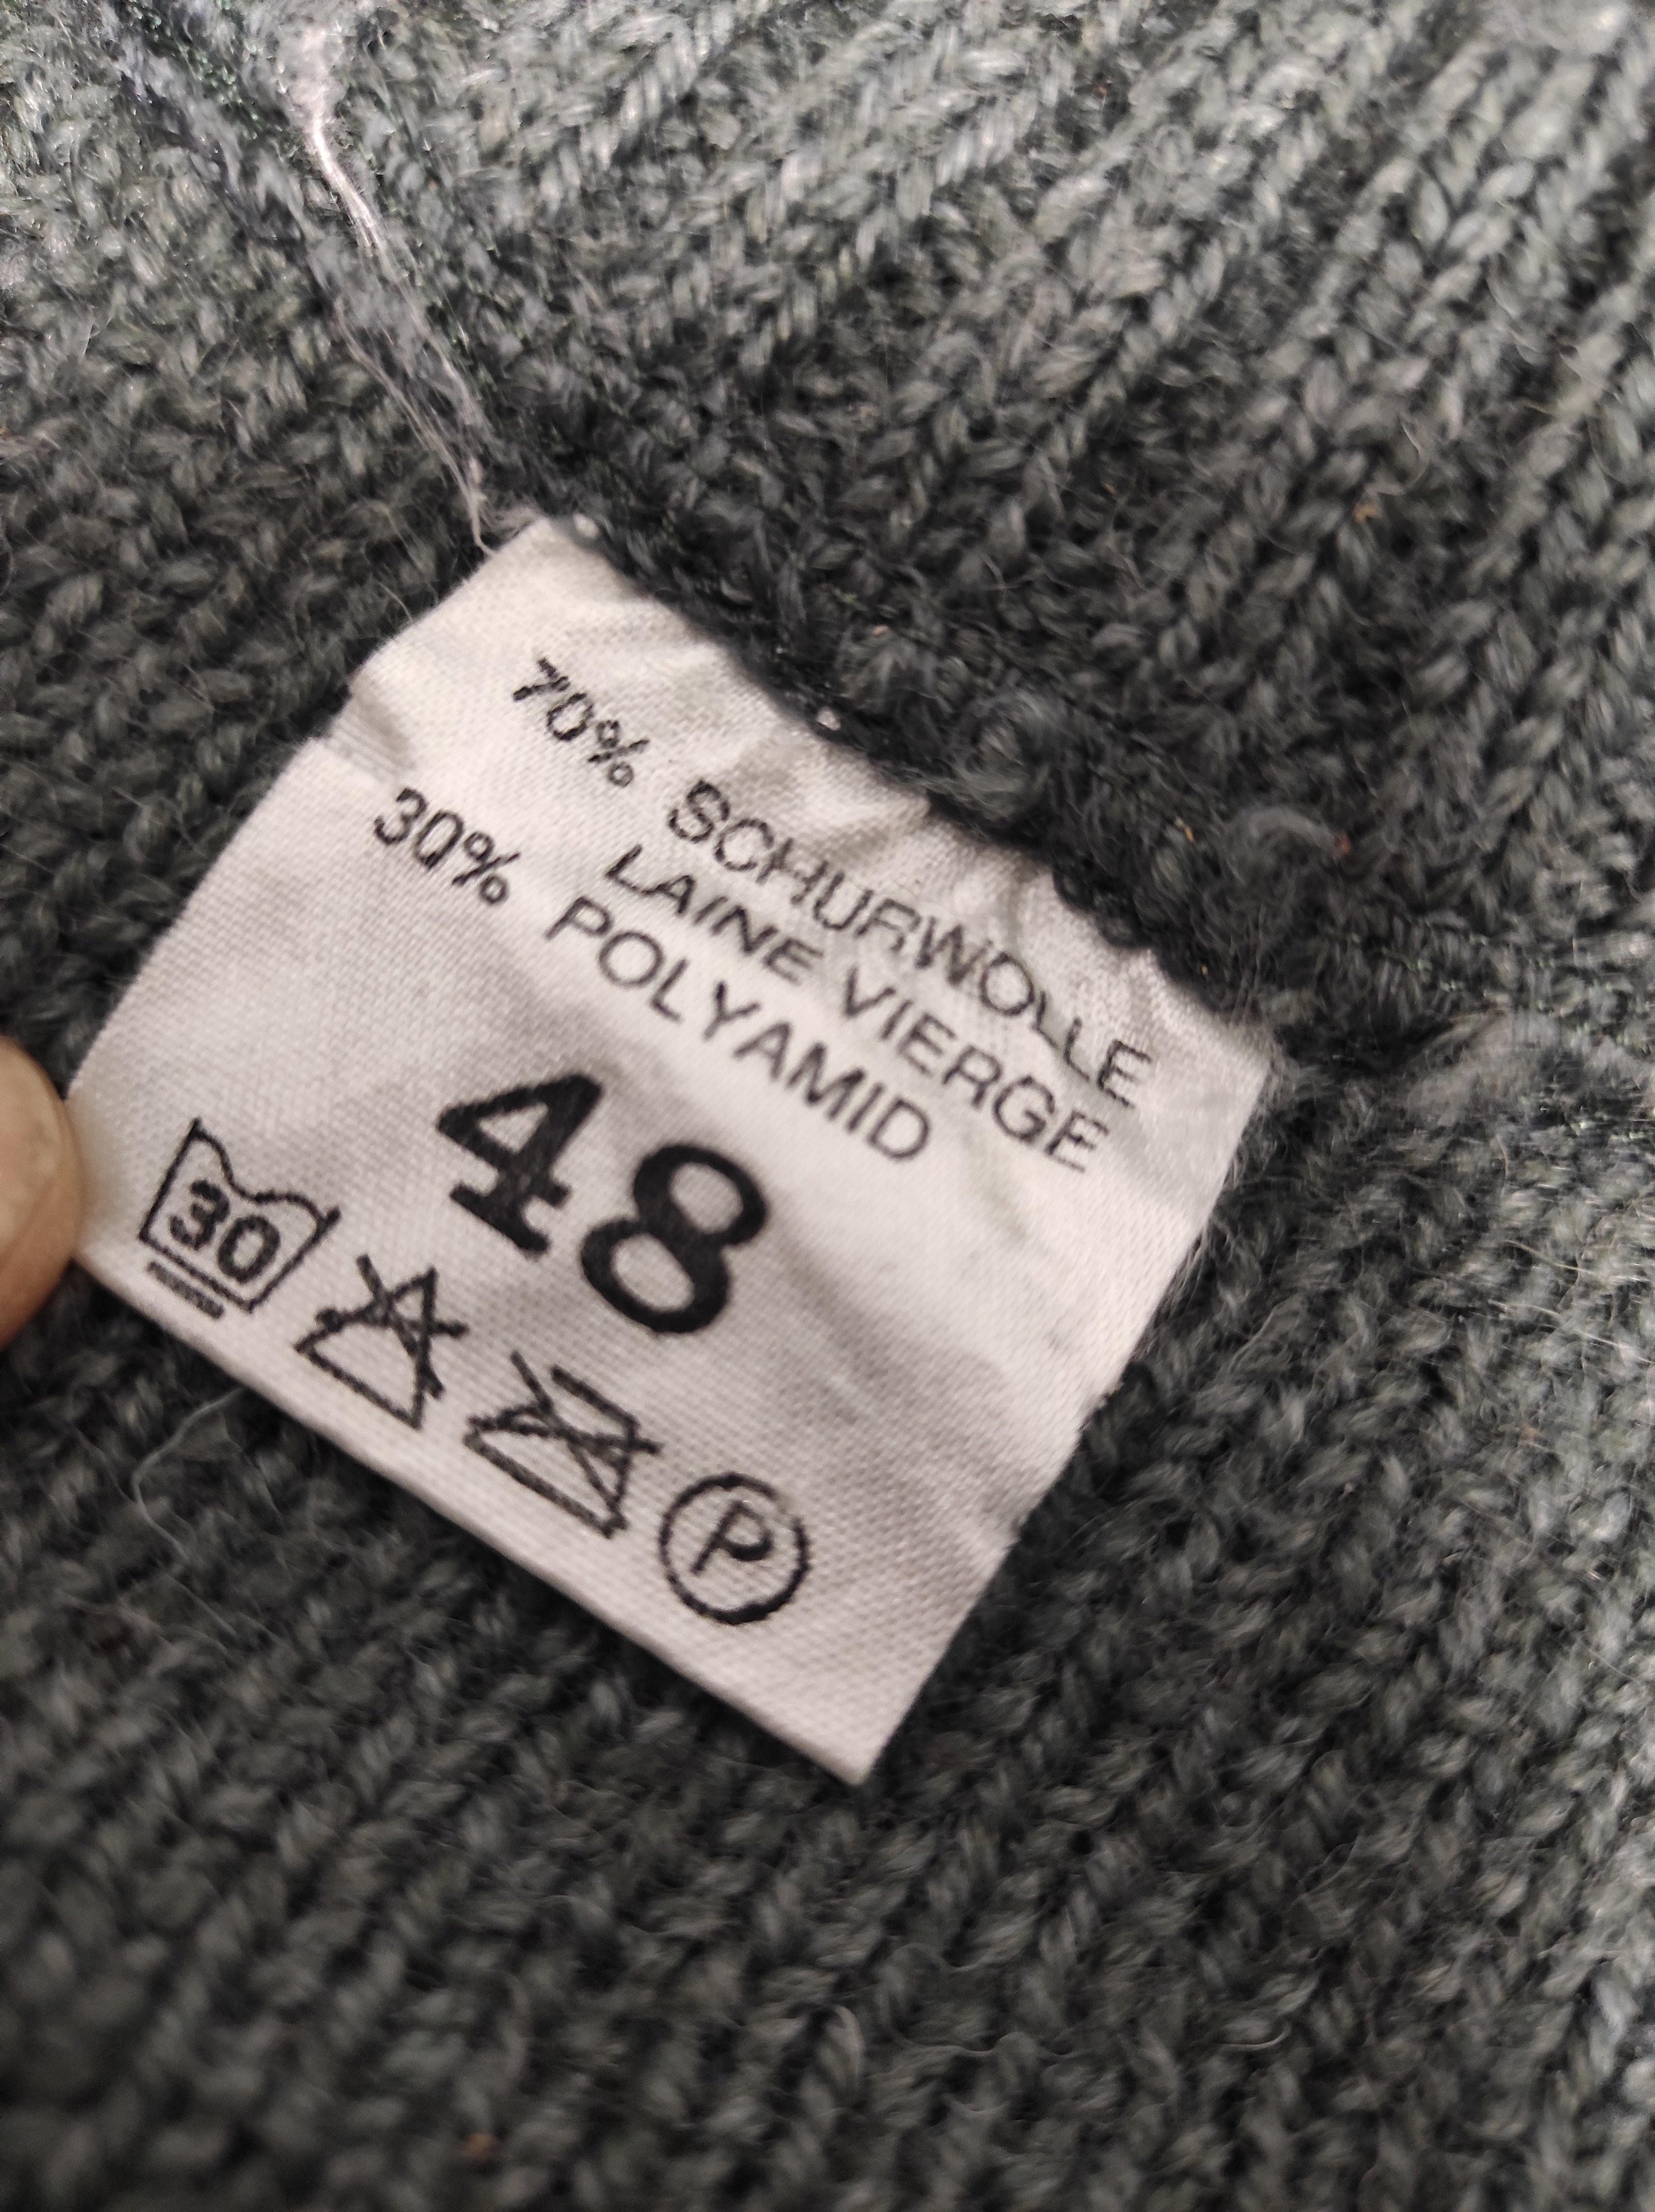 70% SCHURWOLLE
LAINE VIERGE
30% POLYAMID
48
30
P